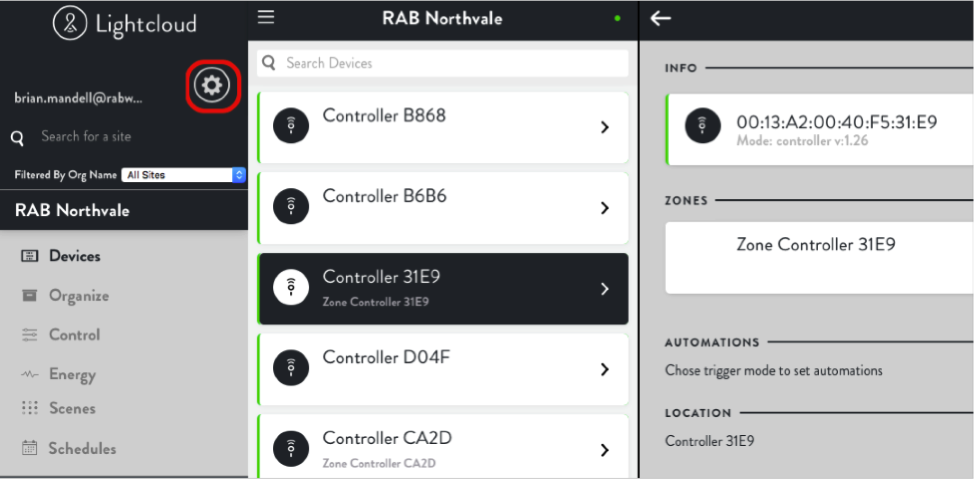 Lightcloud
brian.mandell@rabw...
Search for a site
Filtered By Org Name All Sites
RAB Northvale
Devices
Organize
Control
Energy
Scenes
Schedules
RAB Northvale
Search Devices
Controller B868
Controller B6B6
Controller 31E9
Zone Controller 31E9
Controller D04F
Controller CA2D
Zone Controller CA2D
INFO
00:13:A2:00:40:F5:31:E9
Mode: controller v:1.26
ZONES
Zone Controller 31E9
AUTOMATIONS
Chose trigger mode to set automations
LOCATION
Controller 31E9